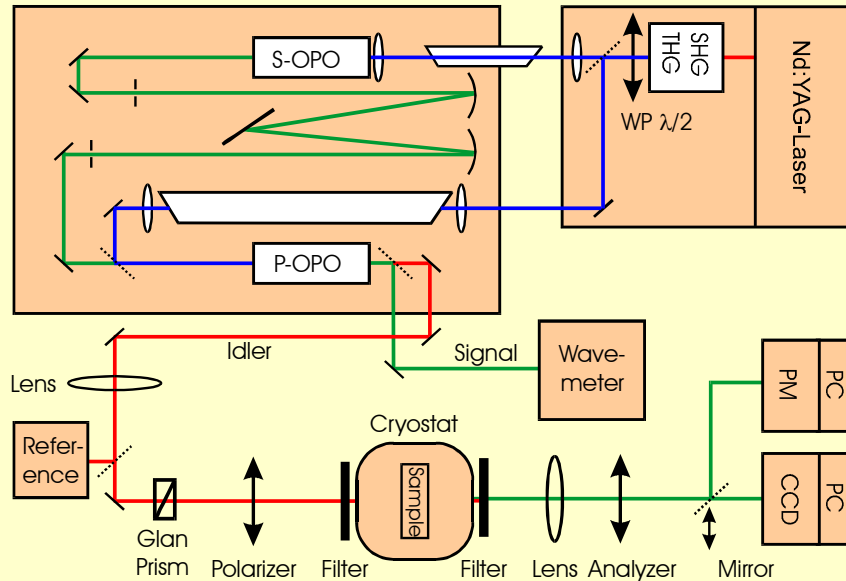 S-OPO
SHG
THG
WP λ/2
Nd:YAG-Laser
P-OPO
Idler
Signal
Wave-
meter
Lens
Refer-
ence
Cryostat
Sample
PM
PC
CCD
PC
Glan
Prism
Polarizer
Filter
Filter
Lens
Analyzer
Mirror